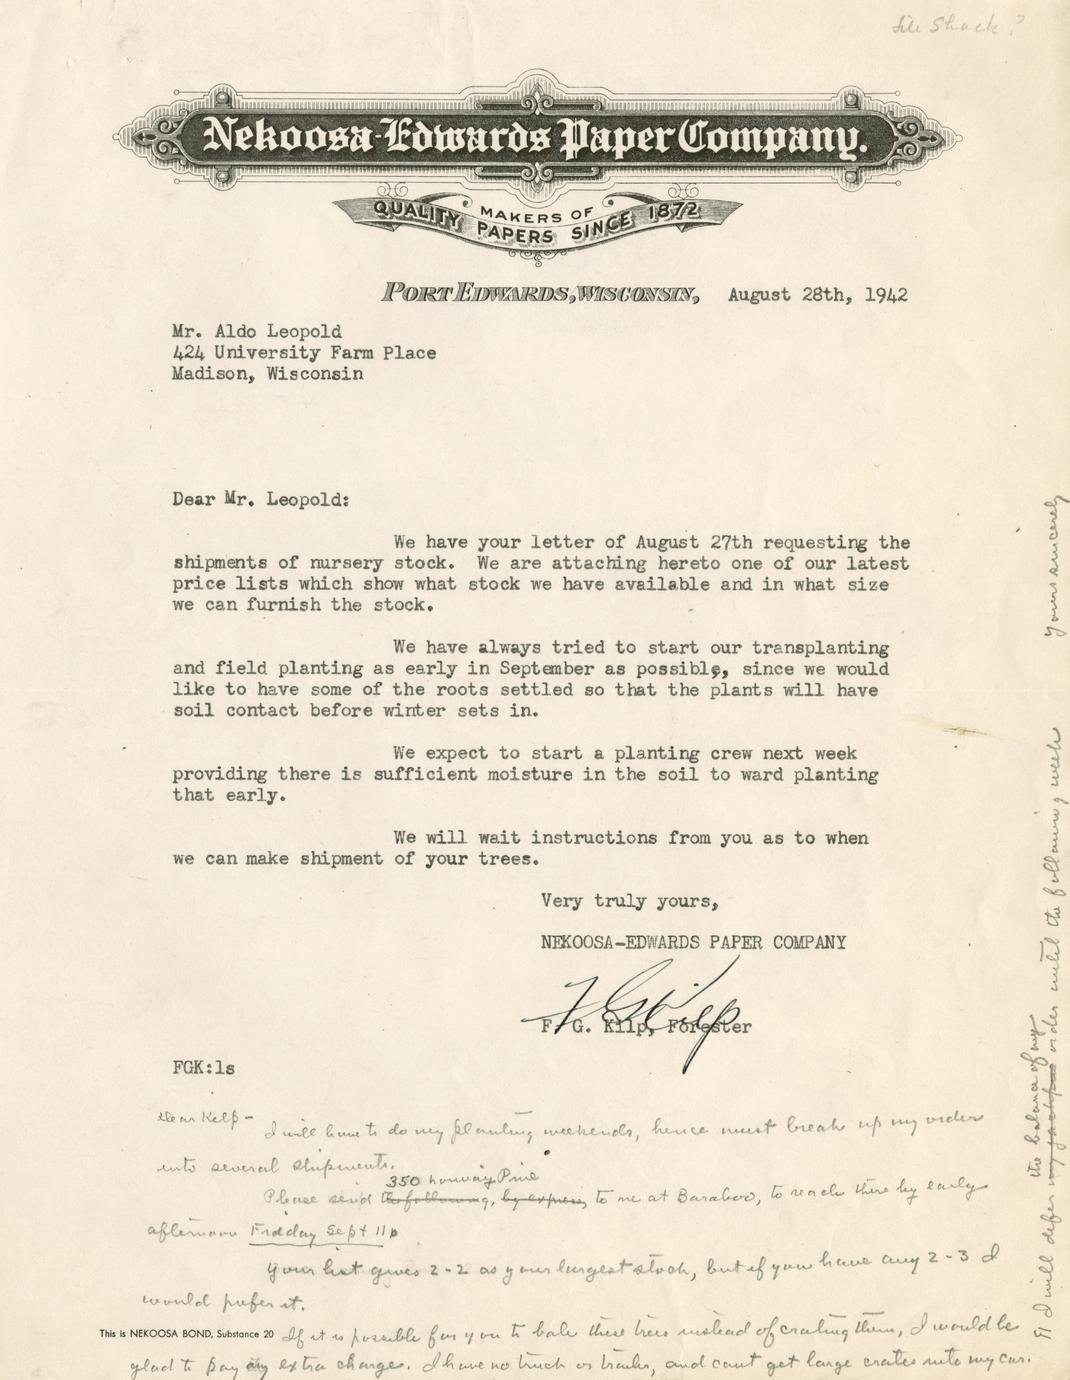 File Shack?
Nekoosa-Edwards Paper Company.
MAKERS OF
QUALITY PAPERS SINCE 1872
PORT EDWARDS, WISCONSIN, August 28th, 1942
Mr. Aldo Leopold
424 University Farm Place
Madison, Wisconsin
Dear Mr. Leopold:
We have your letter of August 27th requesting the
shipments of nursery stock. We are attaching hereto one of our latest
price lists which show what stock we have available and in what size
we can furnish the stock.
We have always tried to start our transplanting
and field planting as early in September as possible, since we would
like to have some of the roots settled so that the plants will have
soil contact before winter sets in.
We expect to start a planting crew next week
providing there is sufficient moisture in the soil to ward planting
that early.
We will wait instructions from you as to when
we can make shipment of your trees.
Very truly yours,
NEKOOSA-EDWARDS PAPER COMPANY
F. G. Kilp
F. G. Kilp, Forester
FGK:ls
Dear Kilp—
I will have to do my planting weekends, hence must break up my order
into several shipments.
350 norway Pine
Please send the following, by express, to me at Baraboo, to reach there by early
afternoon Friday Sept 11
Your list gives 2-2 as your largest stock, but if you have any 2-3 I
would prefer it.
This is NEKOOSA BOND, Substance 20
If it is possible for you to bale these trees instead of crating them, I would be
glad to pay any extra charges. I have no truck or trailer, and cant get large crates into my car.
the balance of my
¶ I will defer my order until the following week
Yours sincerely